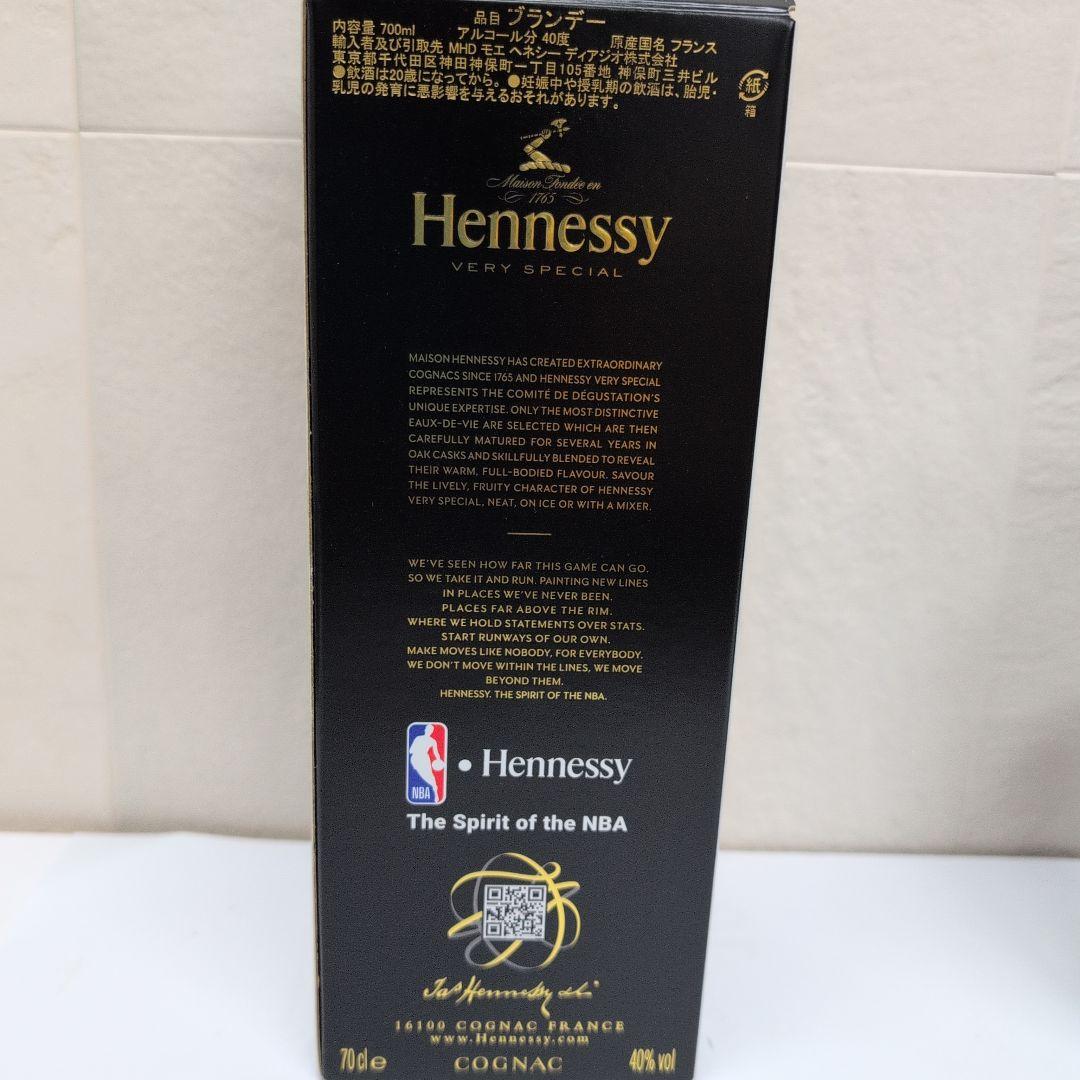 品目 ブランデー
内容量 700ml アルコール分 40度 原産国名 フランス
輸入者及び引取先 MHD モエ ヘネシー ディアジオ株式会社
東京都千代田区神田神保町一丁目105番地 神保町三井ビル
●飲酒は20歳になってから。●妊娠中や授乳期の飲酒は、胎児・
乳児の発育に悪影響を与えるおそれがあります。
紙
箱
Maison Fondée en
1765
Hennessy
VERY SPECIAL
MAISON HENNESSY HAS CREATED EXTRAORDINARY
COGNACS SINCE 1765 AND HENNESSY VERY SPECIAL
REPRESENTS THE COMITÉ DE DÉGUSTATION'S
UNIQUE EXPERTISE. ONLY THE MOST DISTINCTIVE
EAUX-DE-VIE ARE SELECTED WHICH ARE THEN
CAREFULLY MATURED FOR SEVERAL YEARS IN
OAK CASKS AND SKILLFULLY BLENDED TO REVEAL
THEIR WARM, FULL-BODIED FLAVOUR. SAVOUR
THE LIVELY, FRUITY CHARACTER OF HENNESSY
VERY SPECIAL, NEAT, ON ICE OR WITH A MIXER.
WE'VE SEEN HOW FAR THIS GAME CAN GO.
SO WE TAKE IT AND RUN. PAINTING NEW LINES
IN PLACES WE'VE NEVER BEEN.
PLACES FAR ABOVE THE RIM.
WHERE WE HOLD STATEMENTS OVER STATS.
START RUNWAYS OF OUR OWN.
MAKE MOVES LIKE NOBODY, FOR EVERYBODY.
WE DON'T MOVE WITHIN THE LINES, WE MOVE
BEYOND THEM.
HENNESSY. THE SPIRIT OF THE NBA.
NBA • Hennessy
The Spirit of the NBA
Jas Hennessy
16100 COGNAC FRANCE
www.Hennessy.com
70 cl e COGNAC 40% vol